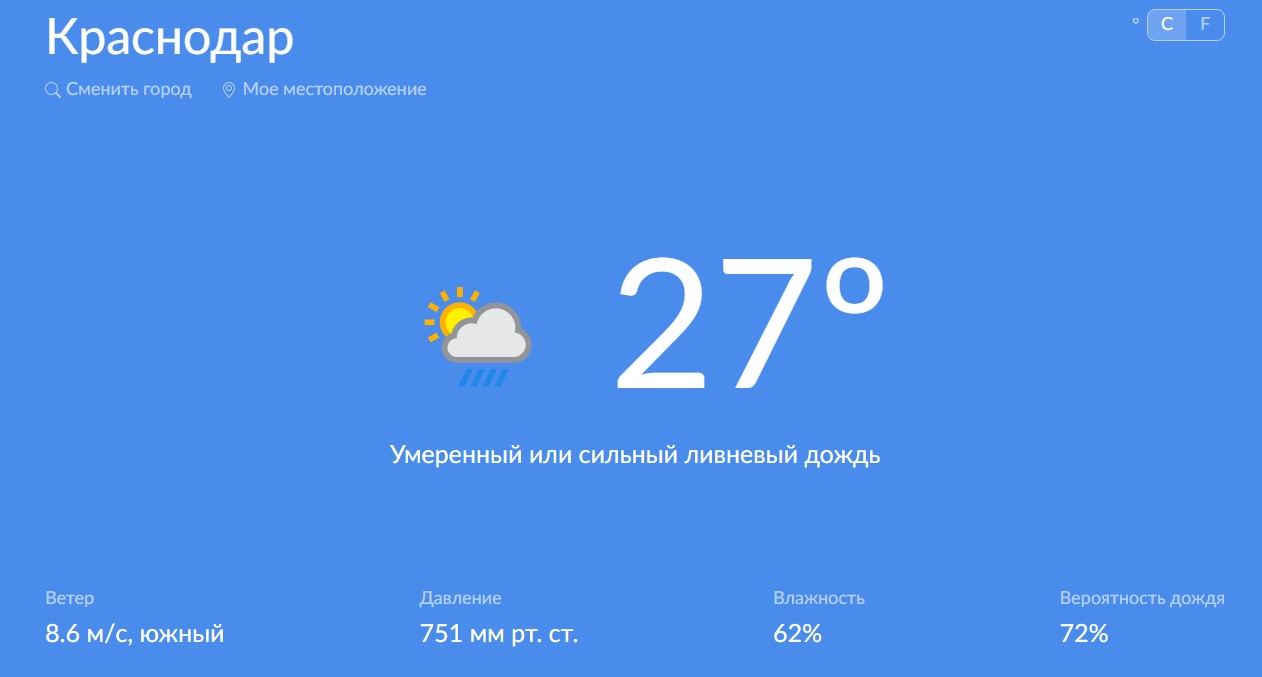 Краснодар
° C F
Сменить город Мое местоположение
27°
Умеренный или сильный ливневый дождь
Ветер Давление Влажность Вероятность дождя
8.6 м/с, южный 751 мм рт. ст. 62% 72%